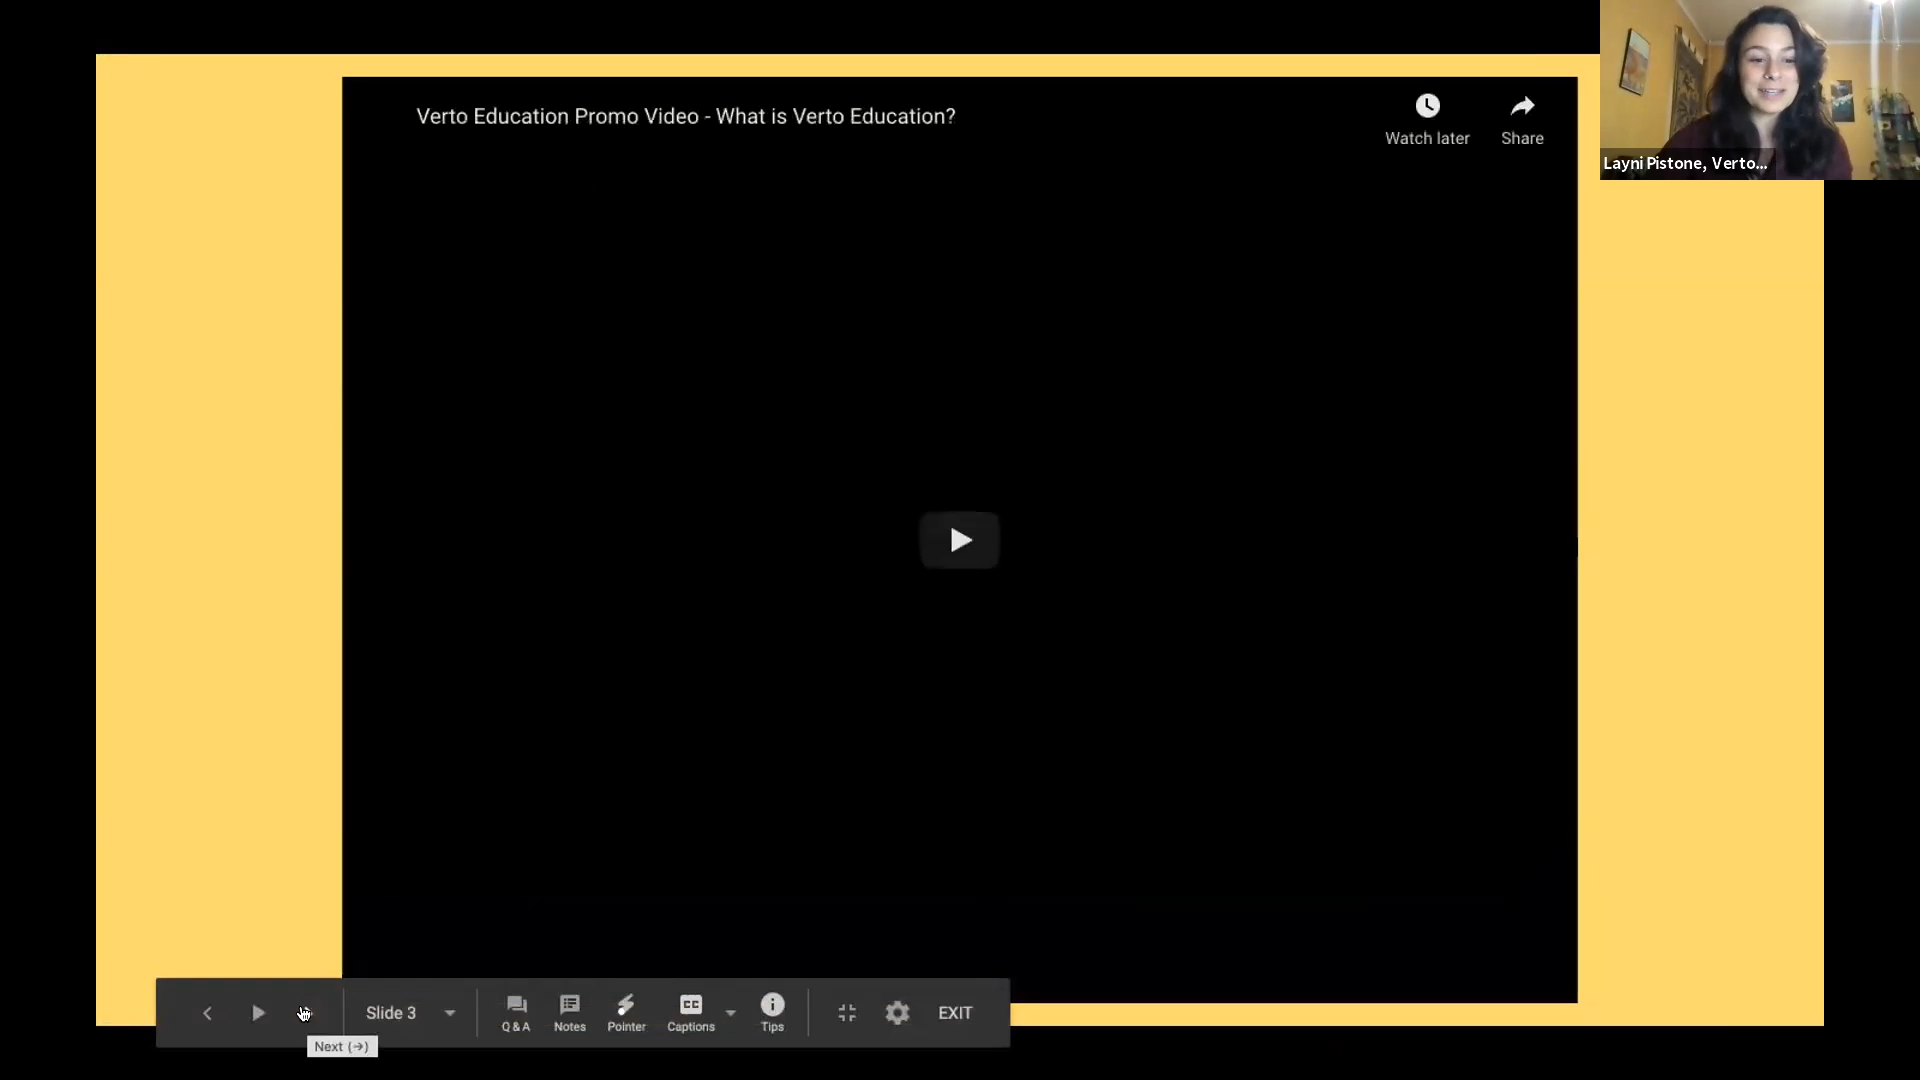 Verto Education Promo Video - What is Verto Education?
Watch later
Share
Layni Pistone, Verto...
Slide 3
Q & A
Notes
CC
Pointer
Captions
Tips
EXIT
Next (→)